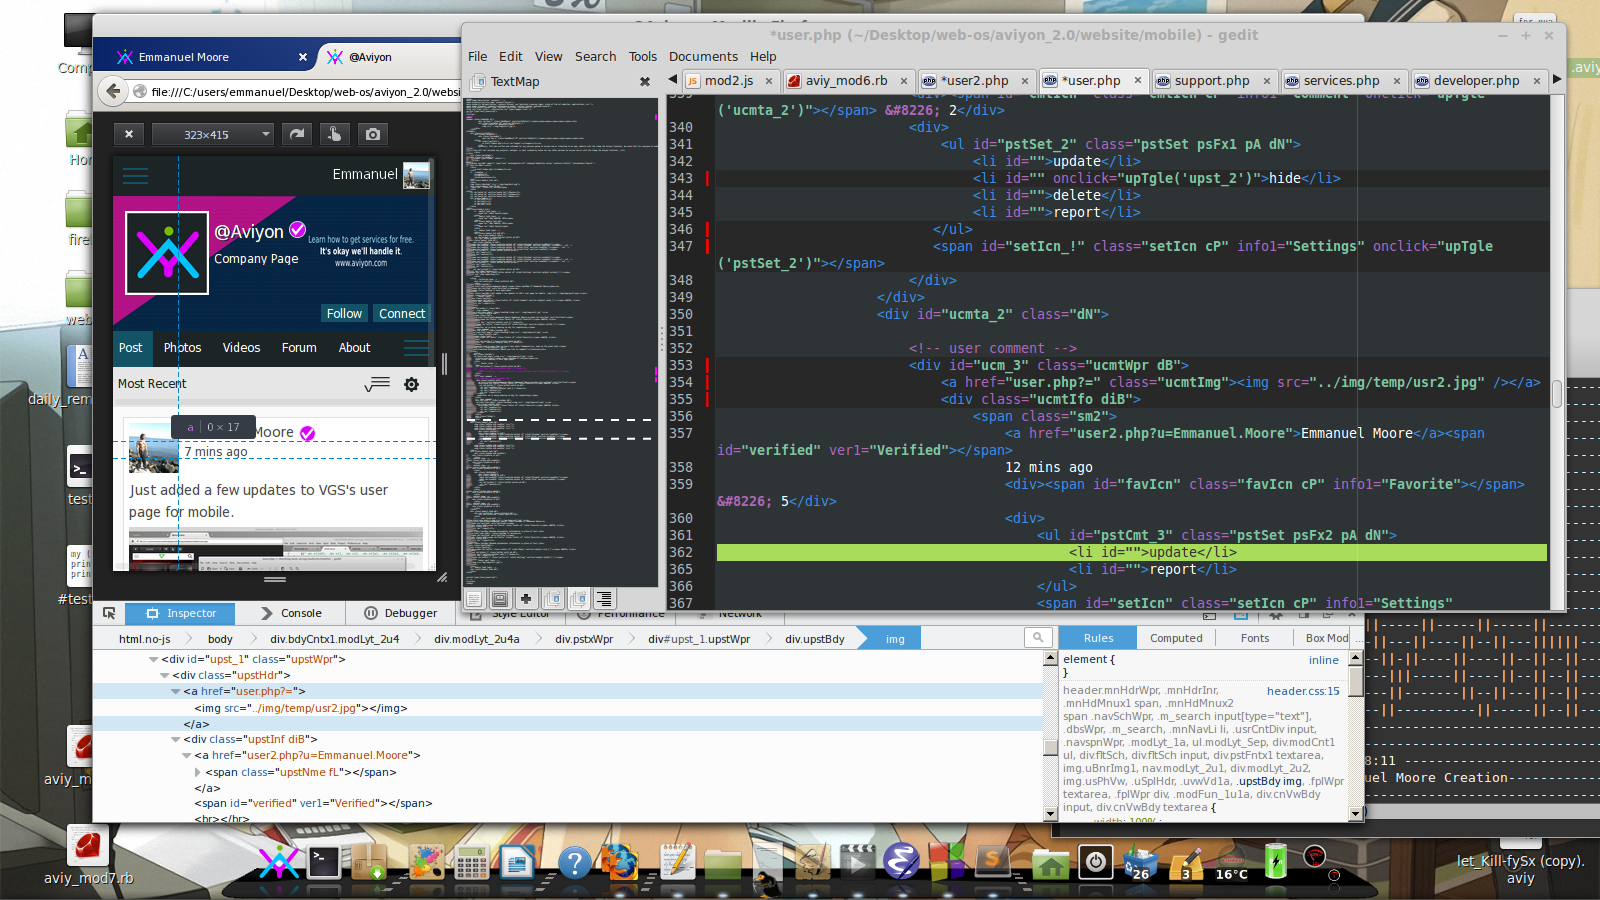 *user.php (~/Desktop/web-os/aviyon_2.0/website/mobile) - gedit
File Edit View Search Tools Documents Help
TextMap
mod2.js
aviy_mod6.rb
*user2.php
*user.php
support.php
services.php
developer.php
Emmanuel Moore
@Aviyon
file:///C:/users/emmanuel/Desktop/web-os/aviyon_2.0/websi
323×415
Emmanuel
@Aviyon
Company Page
Learn how to get services for free.
It's okay we'll handle it.
www.aviyon.com
Follow Connect
Post Photos Videos Forum About
Most Recent
a 0 × 17
Moore
7 mins ago
Just added a few updates to VGS's user
page for mobile.
('ucmta_2')"></span> &#8226; 2</div>
340 <div>
341 <ul id="pstSet_2" class="pstSet psFx1 pA dN">
342 <li id="">update</li>
343 <li id="" onclick="upTgle('upst_2')">hide</li>
344 <li id="">delete</li>
345 <li id="">report</li>
346 </ul>
347 <span id="setIcn_!" class="setIcn cP" info1="Settings" onclick="upTgle
('pstSet_2')"></span>
348 </div>
349 </div>
350 <div id="ucmta_2" class="dN">
351
352 <!-- user comment -->
353 <div id="ucm_3" class="ucmtWpr dB">
354 <a href="user.php?=" class="ucmtImg"><img src="../img/temp/usr2.jpg" /></a>
355 <div class="ucmtIfo diB">
356 <span class="sm2">
357 <a href="user2.php?u=Emmanuel.Moore">Emmanuel Moore</a><span
id="verified" ver1="Verified"></span>
358 12 mins ago
359 <div><span id="favIcn" class="favIcn cP" info1="Favorite"></span>
&#8226; 5</div>
360 <div>
361 <ul id="pstCmt_3" class="pstSet psFx2 pA dN">
362 <li id="">update</li>
365 <li id="">report</li>
366 </ul>
367 <span id="setIcn" class="setIcn cP" info1="Settings"
Inspector Console Debugger Style Editor Performance Network
html.no-js body div.bdyCntx1.modLyt_2u4 div.modLyt_2u4a div.pstxWpr div#upst_1.upstWpr div.upstBdy img
Rules Computed Fonts Box Mod
<div id="upst_1" class="upstWpr">
<div class="upstHdr">
<a href="user.php?=">
<img src="../img/temp/usr2.jpg"></img>
</a>
<div class="upstInf diB">
<a href="user2.php?u=Emmanuel.Moore">
<span class="upstNme fL"></span>
</a>
<span id="verified" ver1="Verified"></span>
<br></br>
element { inline
}
header.mnHdrWpr, .mnHdrInr, header.css:15
.mnHdMnux1 span, .mnHdMnux2
span .navSchWpr, .m_search input[type="text"],
.dbsWpr, .m_search, .mnNavLi li, .usrCntDiv input,
.navspnWpr, .modLyt_1a, ul.modLyt_Sep, div.modCnt1
ul, div.fltSch, div.fltSch input, div.pstFntx1 textarea,
img.uBnrImg1, nav.modLyt_2u1, div.modLyt_2u2,
img.usPhVw, .uSplHdr, .uvwVd1a, .upstBdy img, .fplWpr
textarea, .fplWpr div, .modFun_1u1a, div.cnVwBdy
input, div.cnVwBdy textarea {
width: 100%;
8:11
uel Moore Creation
daily_rem
test
#test
aviy_m
aviy_mod7.rb
26
3
16°C
let_Kill-fySx (copy).
aviy